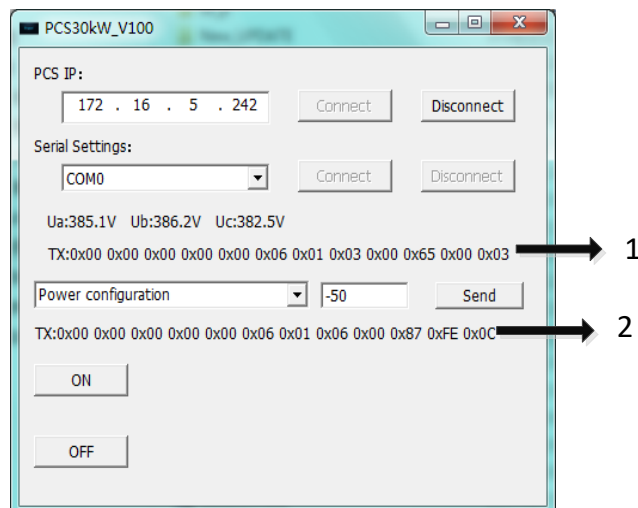 PCS30kW_V100
PCS IP:
172 . 16 . 5 . 242 Connect Disconnect
Serial Settings:
COM0 Connect Disconnect
Ua:385.1V Ub:386.2V Uc:382.5V
TX:0x00 0x00 0x00 0x00 0x00 0x06 0x01 0x03 0x00 0x65 0x00 0x03 1
Power configuration -50 Send
TX:0x00 0x00 0x00 0x00 0x00 0x06 0x01 0x06 0x00 0x87 0xFE 0x0C 2
ON
OFF